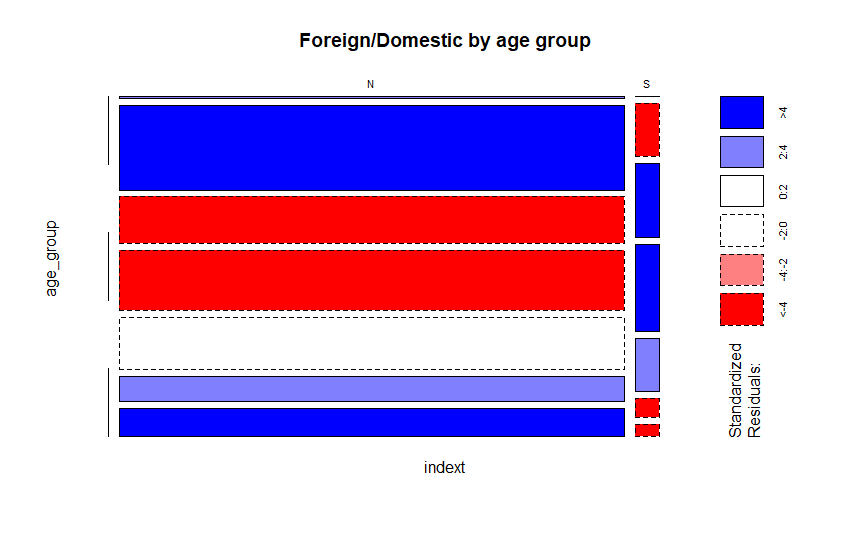 Foreign/Domestic by age group
N
S
age_group
indext
>4
2:4
0:2
-2:0
-4:-2
<-4
Standardized
Residuals: